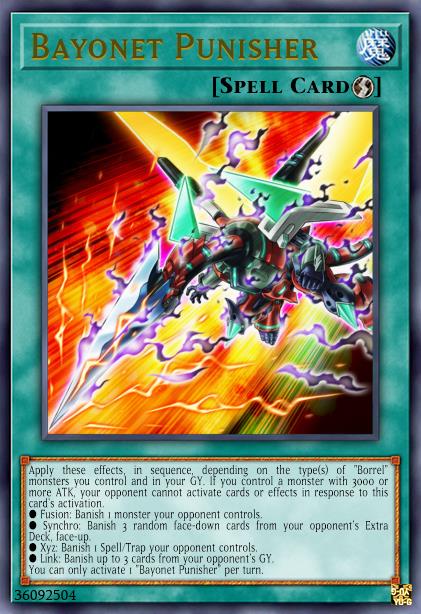 Bayonet Punisher
魔
[Spell Card]
Apply these effects, in sequence, depending on the type(s) of "Borrel"
monsters you control and in your GY. If you control a monster with 3000 or
more ATK, your opponent cannot activate cards or effects in response to this
card's activation.
● Fusion: Banish 1 monster your opponent controls.
● Synchro: Banish 3 random face-down cards from your opponent's Extra
Deck, face-up.
● Xyz: Banish 1 Spell/Trap your opponent controls.
● Link: Banish up to 3 cards from your opponent's GY.
You can only activate 1 "Bayonet Punisher" per turn.
36092504